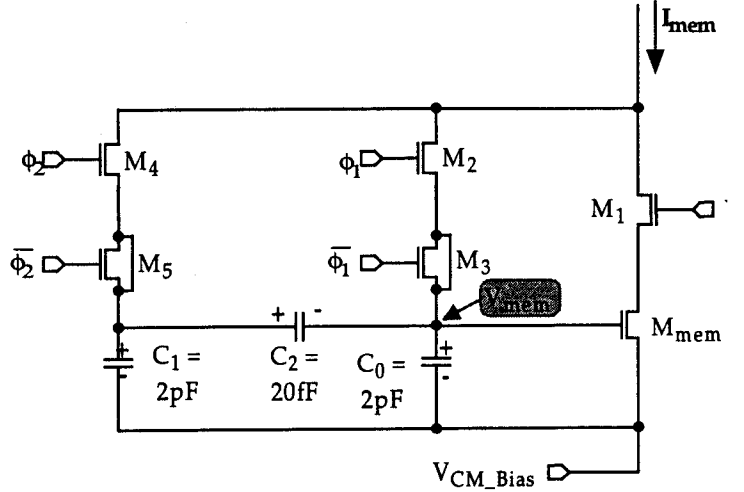 I_mem
ϕ2 M4
ϕ1 M2
M1
ϕ̅2 M5
ϕ̅1 M3
V_mem
M_mem
+ -
+ C1 = C2 = C0 = +
- 2pF 20fF 2pF -
V_CM_Bias